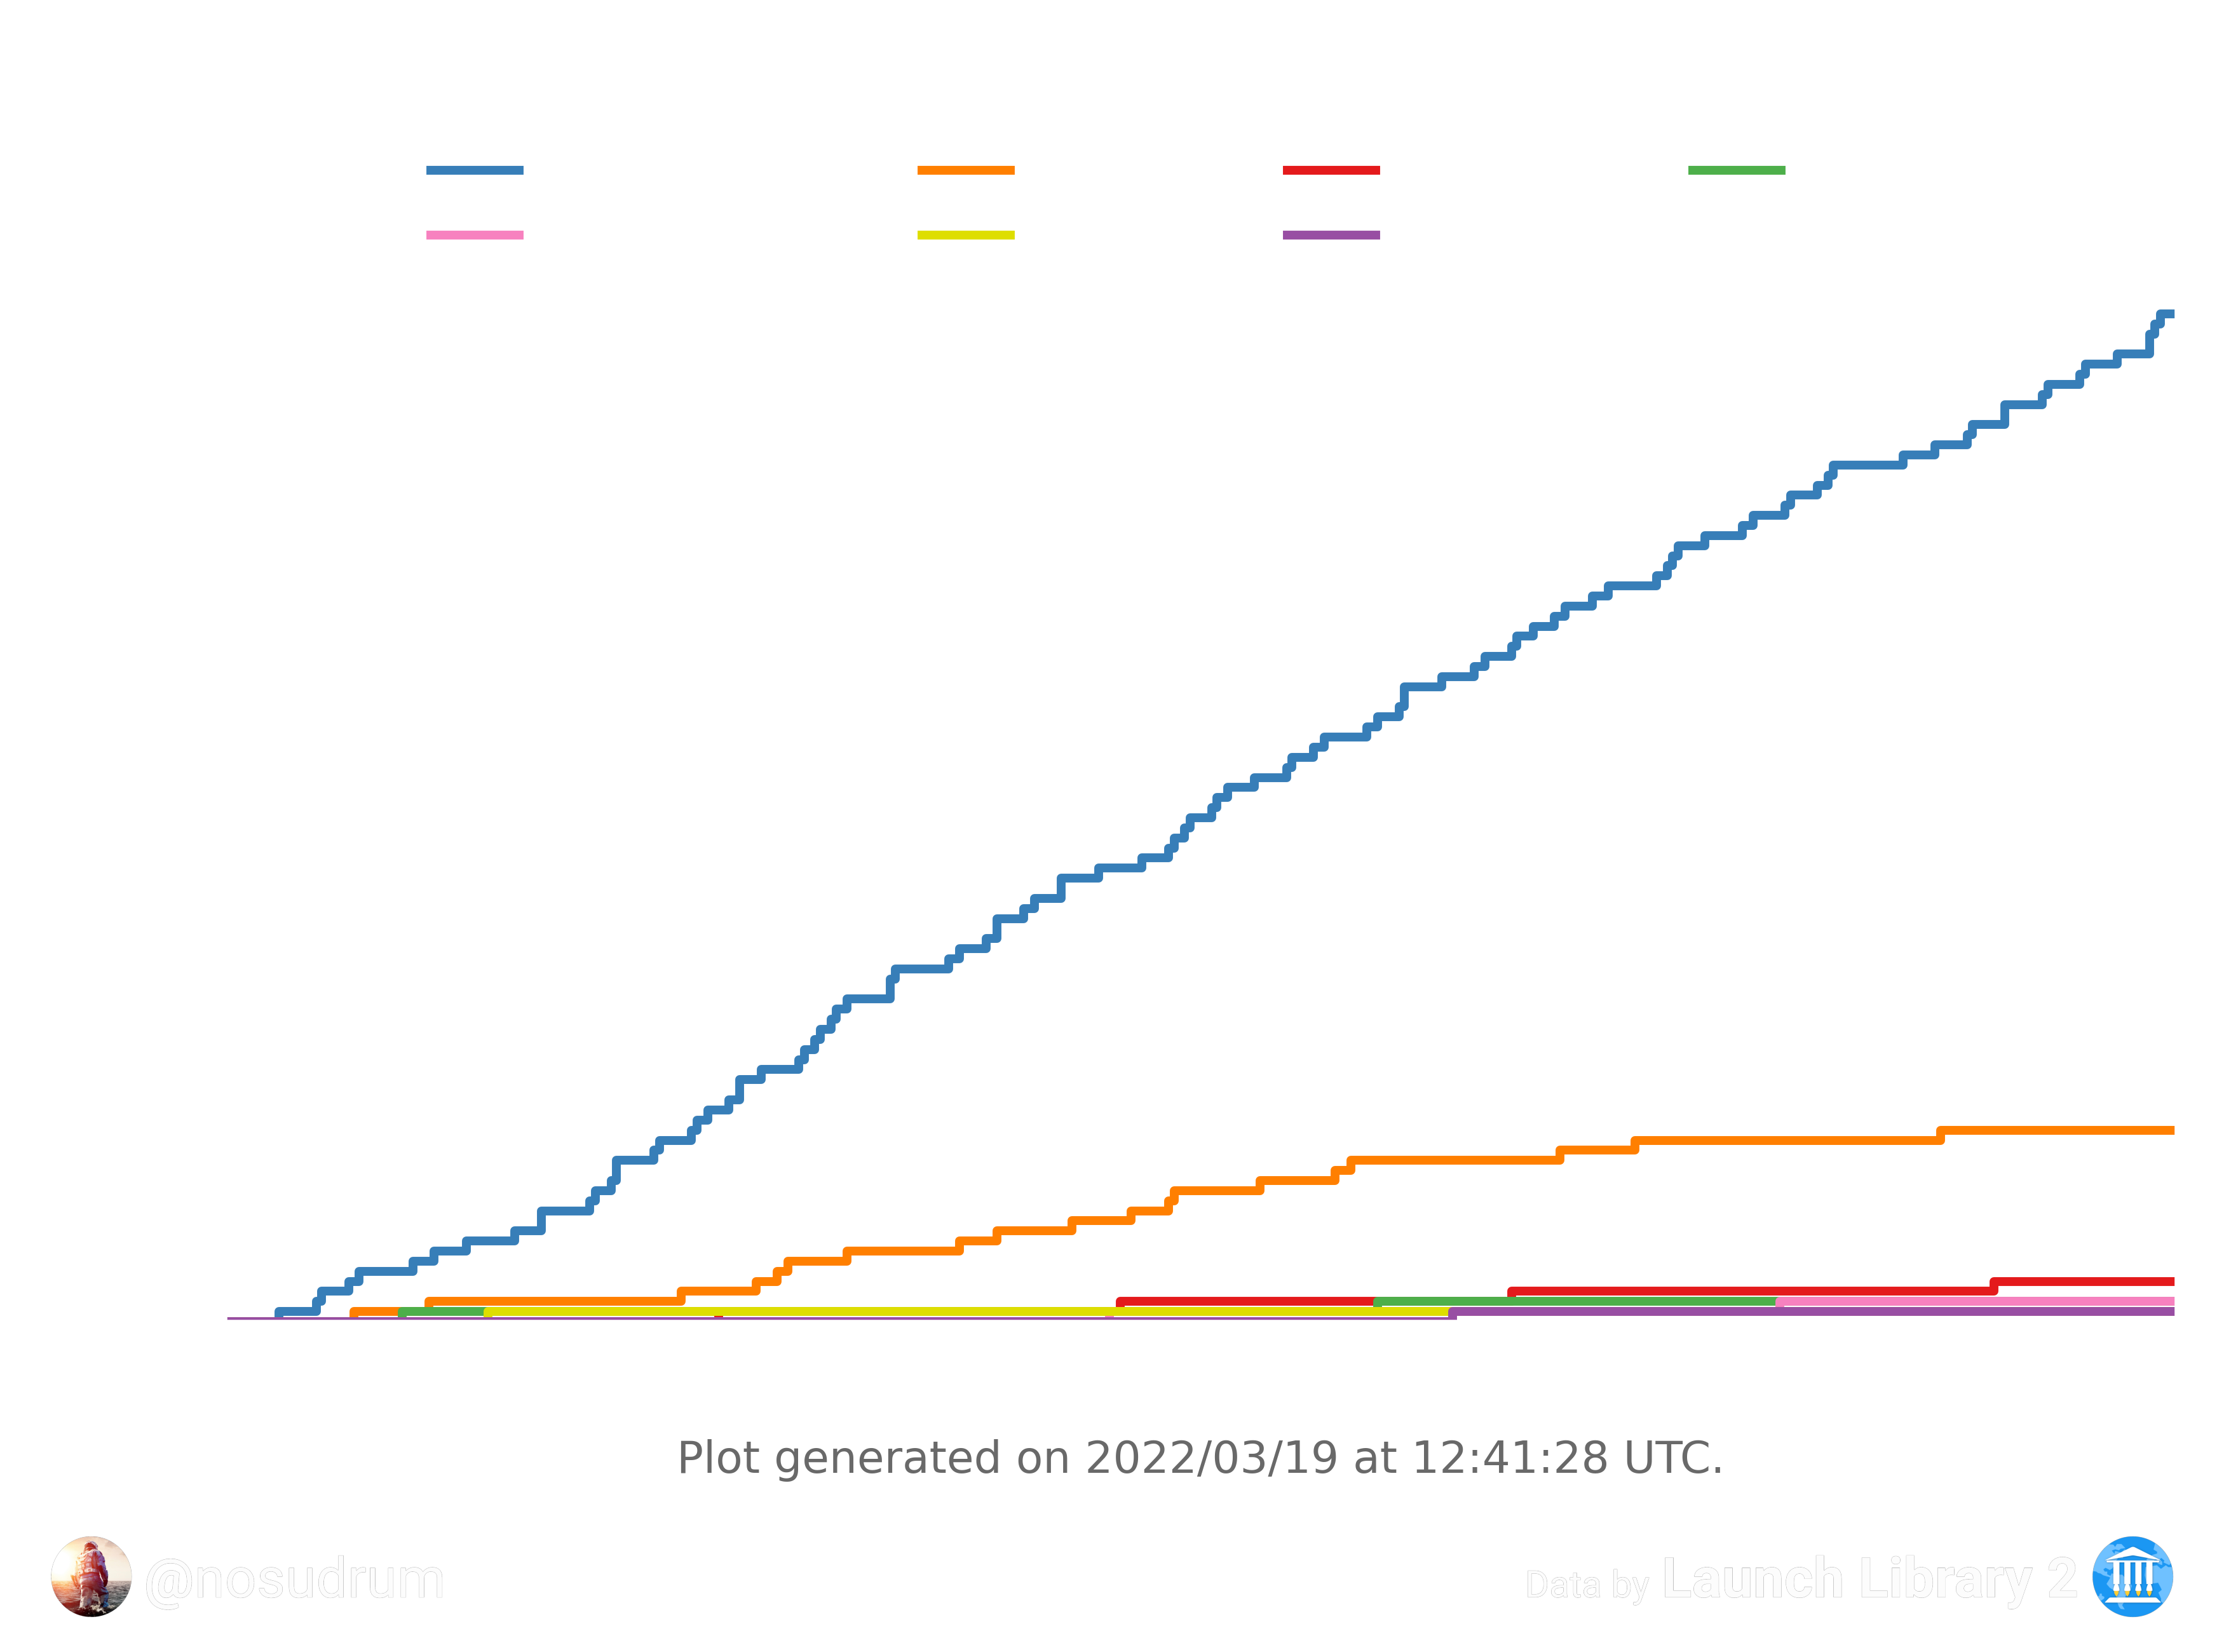 Plot generated on 2022/03/19 at 12:41:28 UTC.
@nosudrum
Data by Launch Library 2